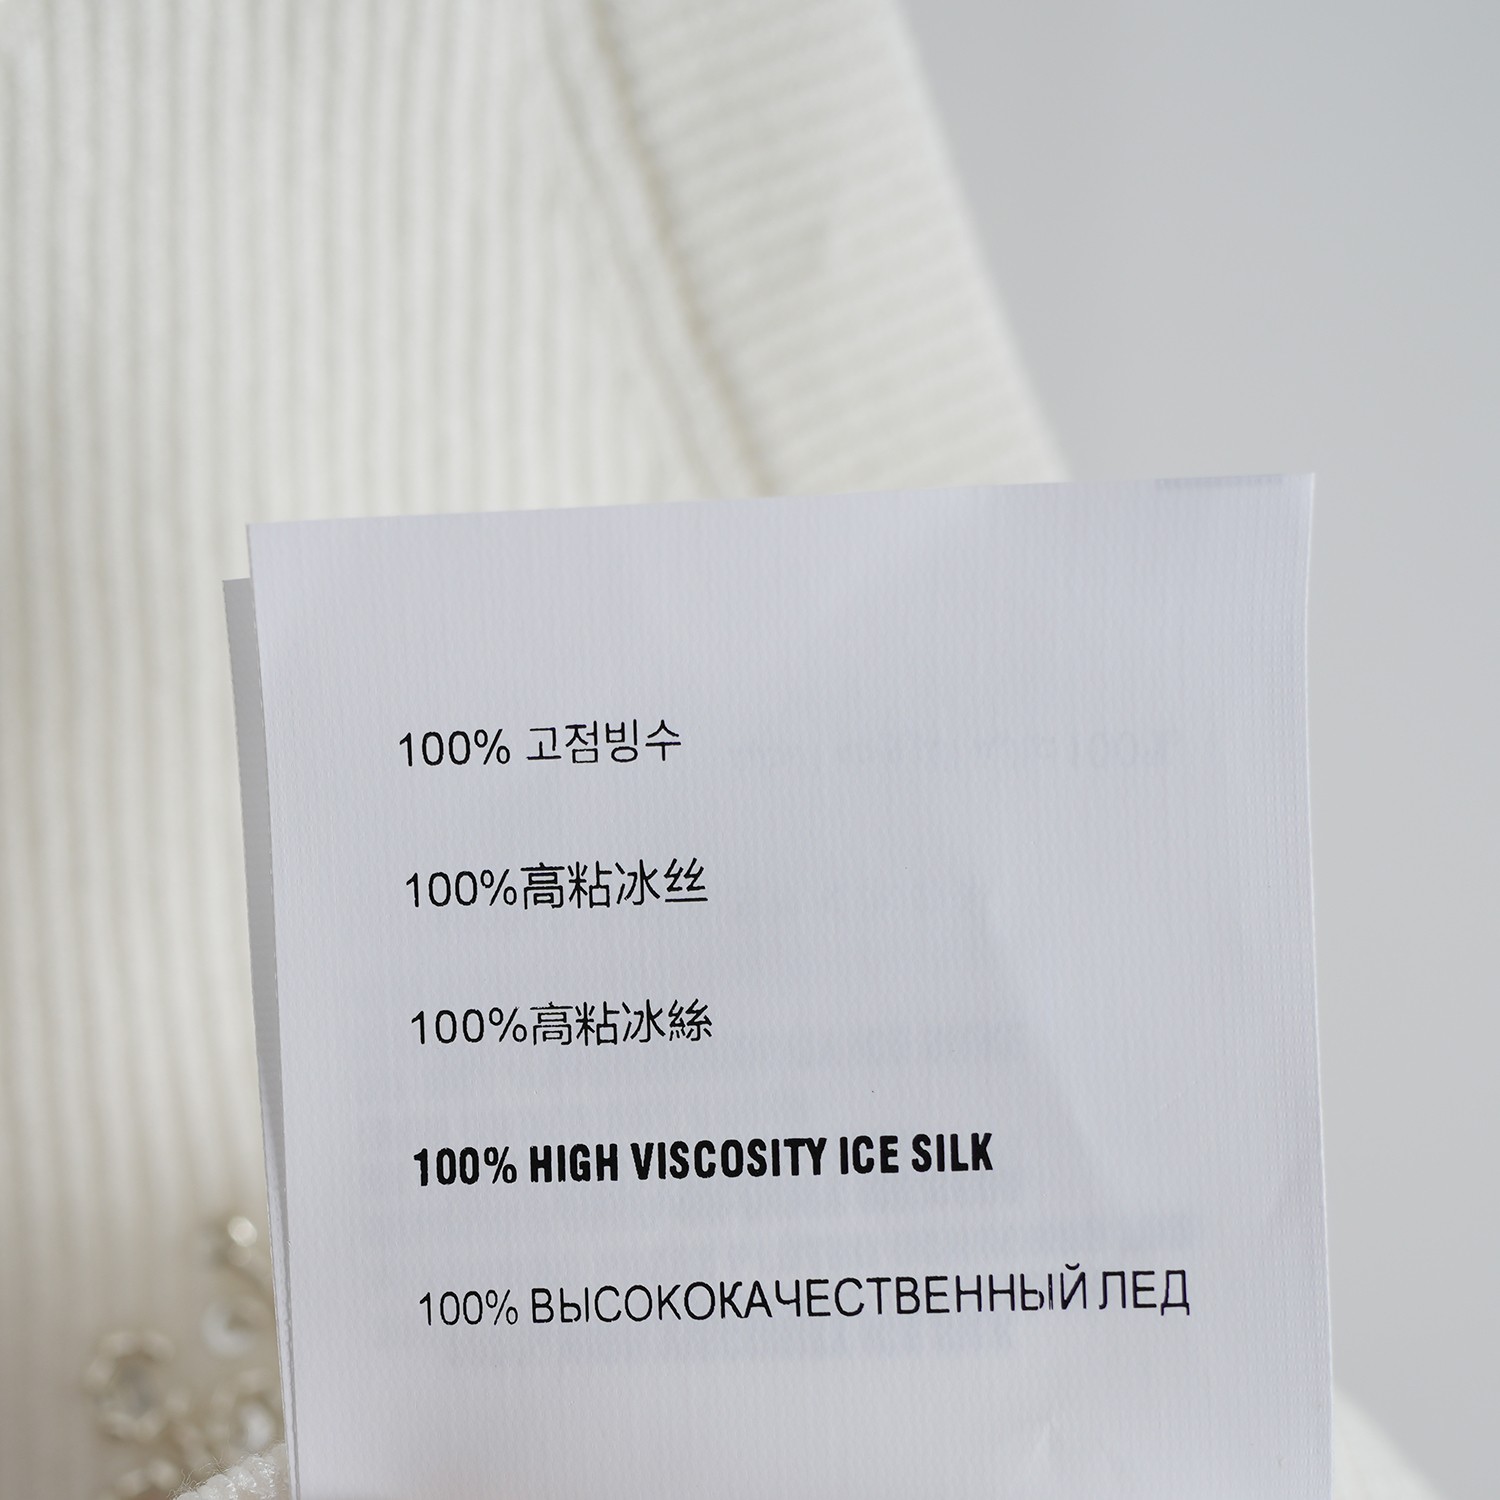 100% 고점빙수
100%高粘冰丝
100%高粘冰絲
100% HIGH VISCOSITY ICE SILK
100% ВЫСОКОКАЧЕСТВЕННЫЙ ЛЕД